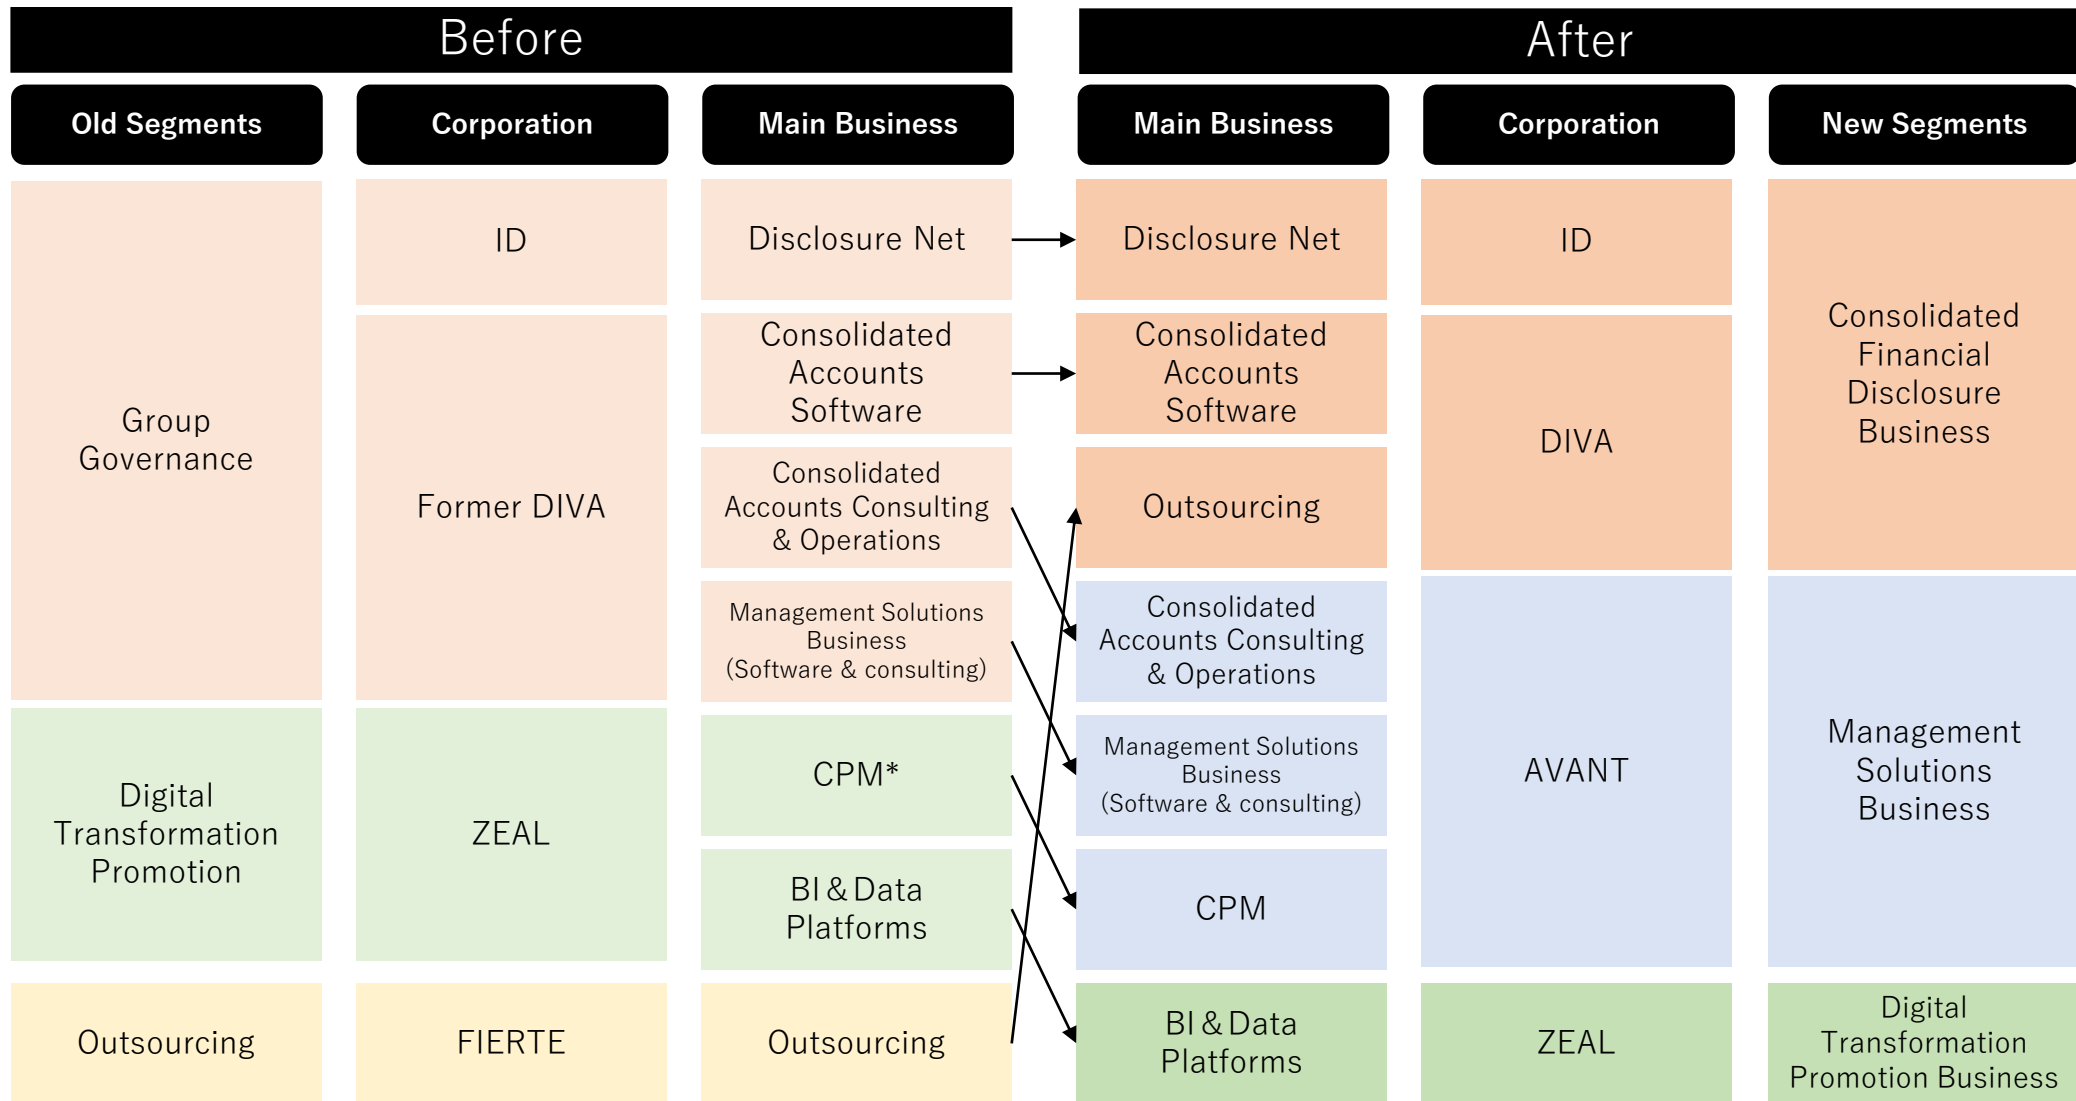 Before
After
Old Segments
Corporation
Main Business
Main Business
Corporation
New Segments
Group
Governance
Digital
Transformation
Promotion
Outsourcing
ID
Former DIVA
ZEAL
FIERTE
Disclosure Net
Consolidated
Accounts
Software
Consolidated
Accounts Consulting
& Operations
Management Solutions
Business
(Software & consulting)
CPM*
BI & Data
Platforms
Outsourcing
Disclosure Net
Consolidated
Accounts
Software
Outsourcing
Consolidated
Accounts Consulting
& Operations
Management Solutions
Business
(Software & consulting)
CPM
BI & Data
Platforms
ID
DIVA
AVANT
ZEAL
Consolidated
Financial
Disclosure
Business
Management
Solutions
Business
Digital
Transformation
Promotion Business